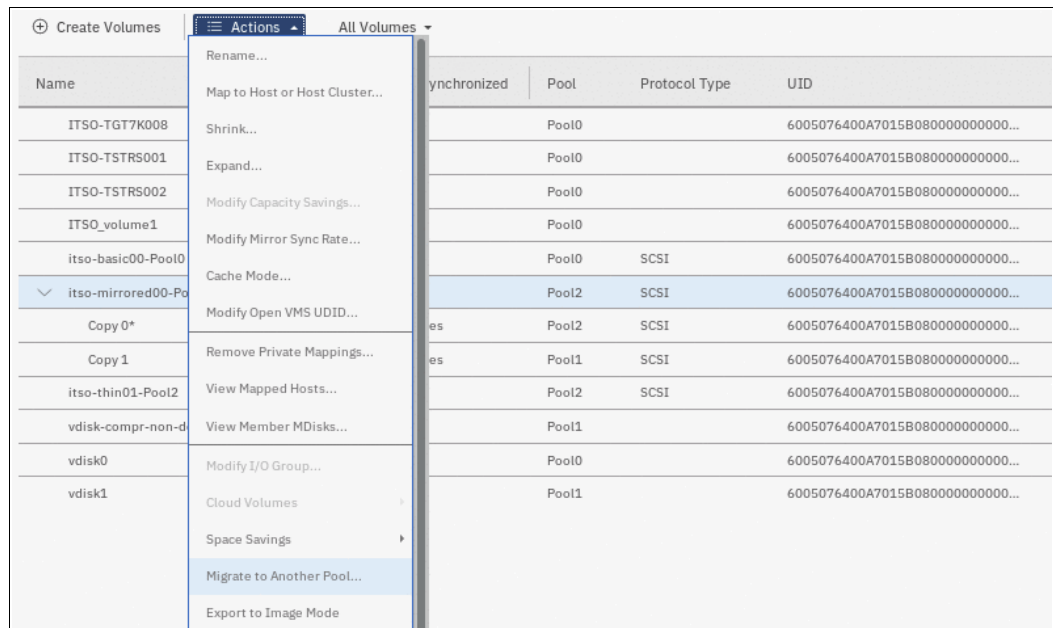 Create Volumes Actions All Volumes
Name ynchronized Pool Protocol Type UID
Rename...
Map to Host or Host Cluster...
Shrink...
Expand...
Modify Capacity Savings...
Modify Mirror Sync Rate...
Cache Mode...
Modify Open VMS UDID...
Remove Private Mappings...
View Mapped Hosts...
View Member MDisks...
Modify I/O Group...
Cloud Volumes
Space Savings
Migrate to Another Pool...
Export to Image Mode
ITSO-TGT7K008 Pool0 6005076400A7015B080000000000...
ITSO-TSTRS001 Pool0 6005076400A7015B080000000000...
ITSO-TSTRS002 Pool0 6005076400A7015B080000000000...
ITSO_volume1 Pool0 6005076400A7015B080000000000...
itso-basic00-Pool0 Pool0 SCSI 6005076400A7015B080000000000...
itso-mirrored00-Po Pool2 SCSI 6005076400A7015B080000000000...
Copy 0* es Pool2 SCSI 6005076400A7015B080000000000...
Copy 1 es Pool1 SCSI 6005076400A7015B080000000000...
itso-thin01-Pool2 Pool2 SCSI 6005076400A7015B080000000000...
vdisk-compr-non-d Pool1 6005076400A7015B080000000000...
vdisk0 Pool0 6005076400A7015B080000000000...
vdisk1 Pool1 6005076400A7015B080000000000...